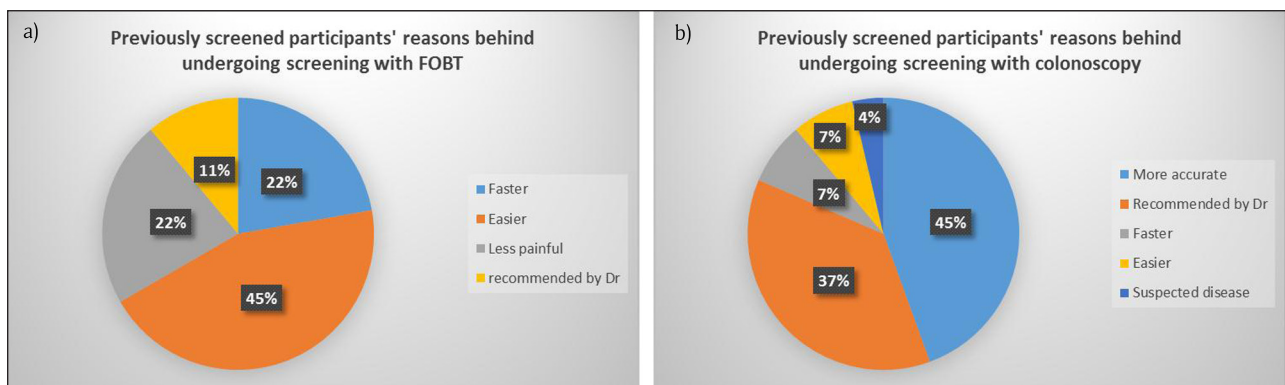 a)
Previously screened participants' reasons behind
undergoing screening with FOBT
11%
22%
22%
45%
Faster
Easier
Less painful
recommended by Dr
b)
Previously screened participants' reasons behind
undergoing screening with colonoscopy
4%
7%
7%
45%
37%
More accurate
Recommended by Dr
Faster
Easier
Suspected disease